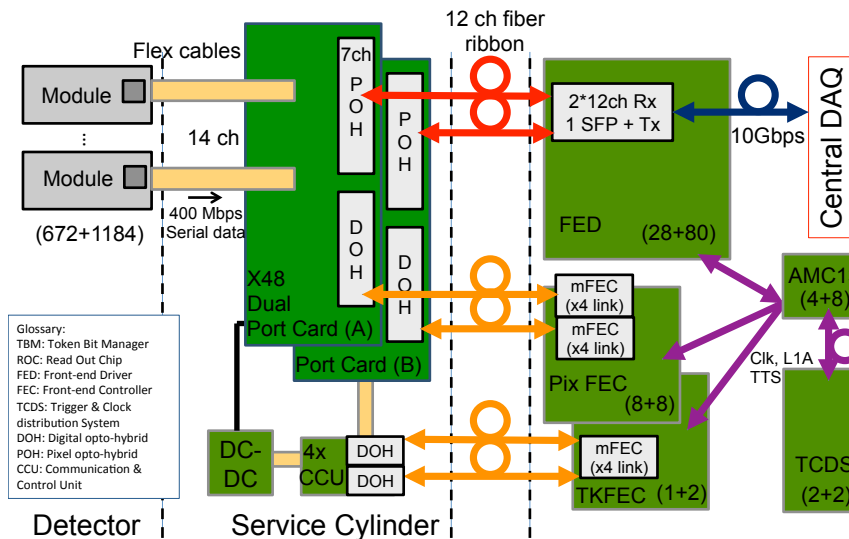 12 ch fiber
ribbon
Flex cables
Module
...
Module
14 ch
400 Mbps
Serial data
(672+1184)
7ch
P
O
H
P
O
H
D
O
H
D
O
H
X48
Dual
Port Card (A)
Port Card (B)
2*12ch Rx
1 SFP + Tx
FED
(28+80)
10Gbps
Central DAQ
mFEC
(x4 link)
mFEC
(x4 link)
Pix FEC
(8+8)
mFEC
(x4 link)
TKFEC
(1+2)
AMC1
(4+8)
Clk, L1A
TTS
TCDS
(2+2)
DC-
DC
4x
CCU
DOH
DOH
Glossary:
TBM: Token Bit Manager
ROC: Read Out Chip
FED: Front-end Driver
FEC: Front-end Controller
TCDS: Trigger & Clock
distribution System
DOH: Digital opto-hybrid
POH: Pixel opto-hybrid
CCU: Communication &
Control Unit
Detector
Service Cylinder